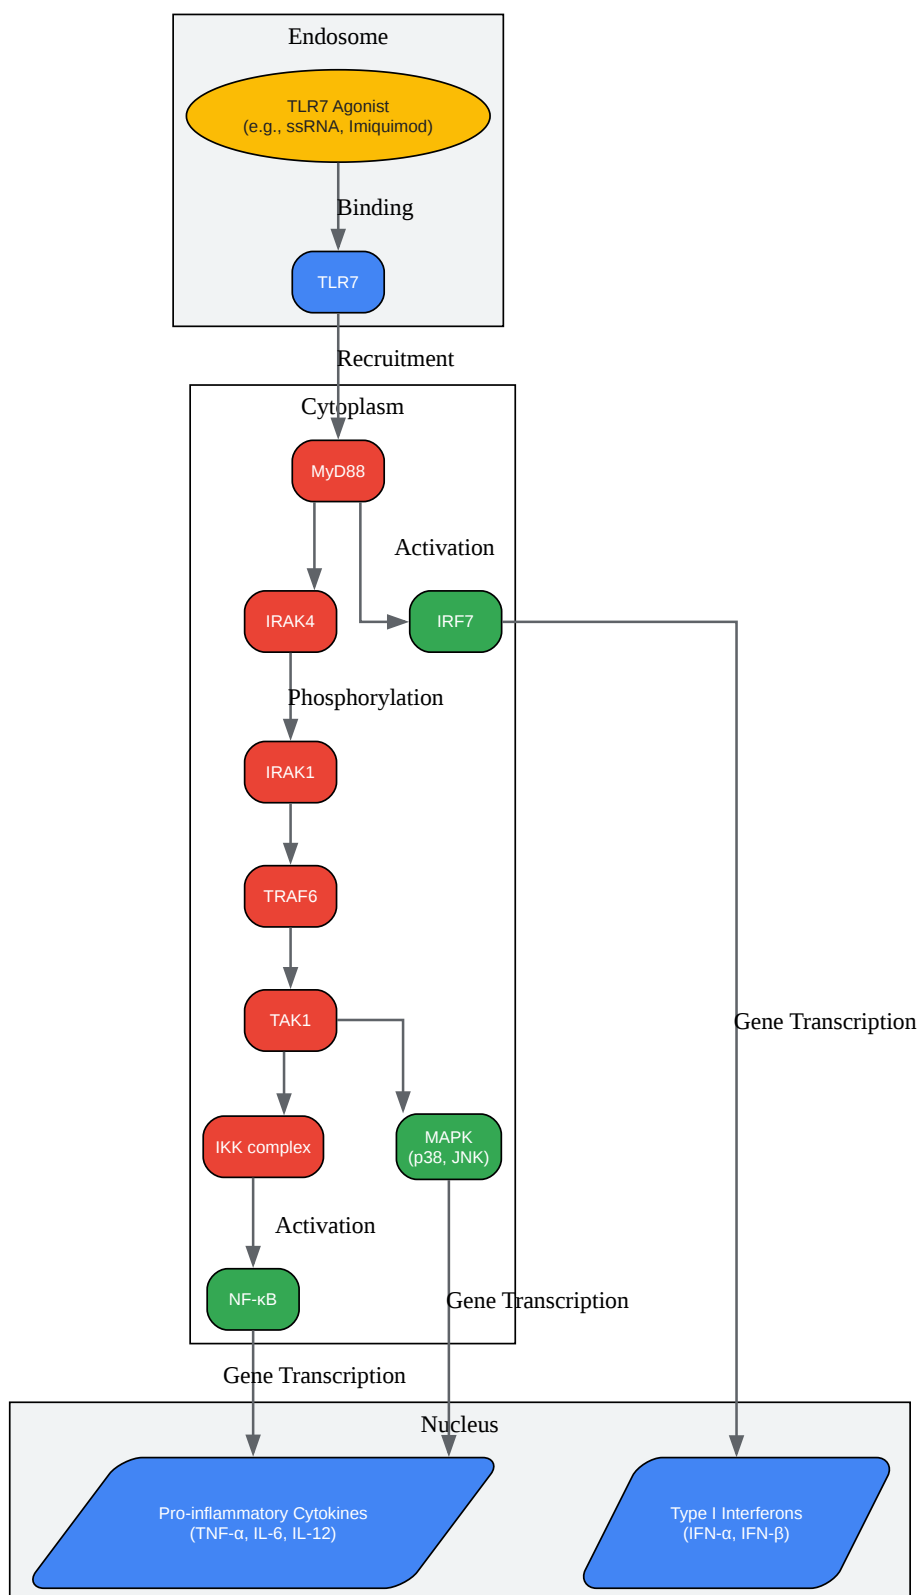 Endosome
TLR7 Agonist
(e.g., ssRNA, Imiquimod)
Binding
TLR7
Recruitment
Cytoplasm
MyD88
Activation
IRAK4
IRF7
Phosphorylation
IRAK1
TRAF6
TAK1
Gene Transcription
IKK complex
MAPK
(p38, JNK)
Activation
NF-κB
Gene Transcription
Gene Transcription
Nucleus
Pro-inflammatory Cytokines
(TNF-α, IL-6, IL-12)
Type I Interferons
(IFN-α, IFN-β)